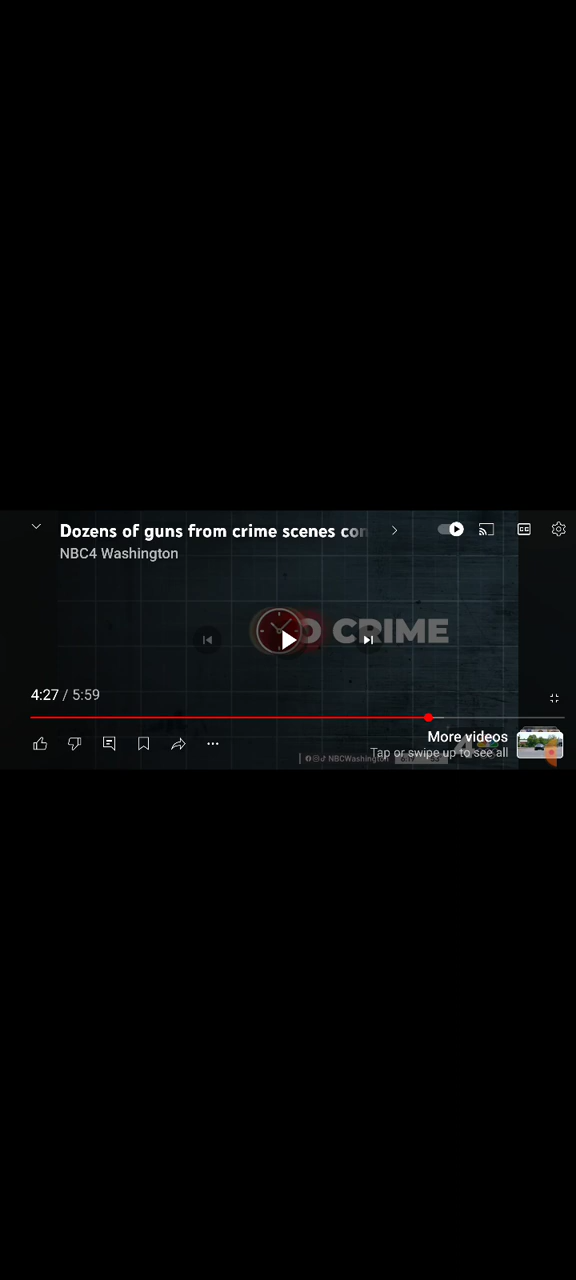 Dozens of guns from crime scenes con
NBC4 Washington
CRIME
4:27 / 5:59
More videos
Tap or swipe up to see all
NBCWashington